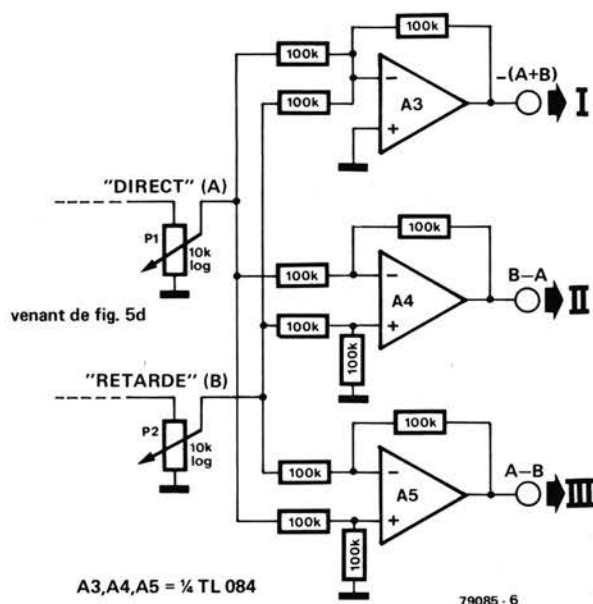 100k
100k
100k
A3
-(A+B)
I
"DIRECT" (A)
P1
10k
log
venant de fig. 5d
100k
100k
100k
100k
A4
B-A
II
"RETARDE" (B)
P2
10k
log
100k
100k
100k
100k
A5
A-B
III
A3,A4,A5 = ¼ TL 084
79085 - 6